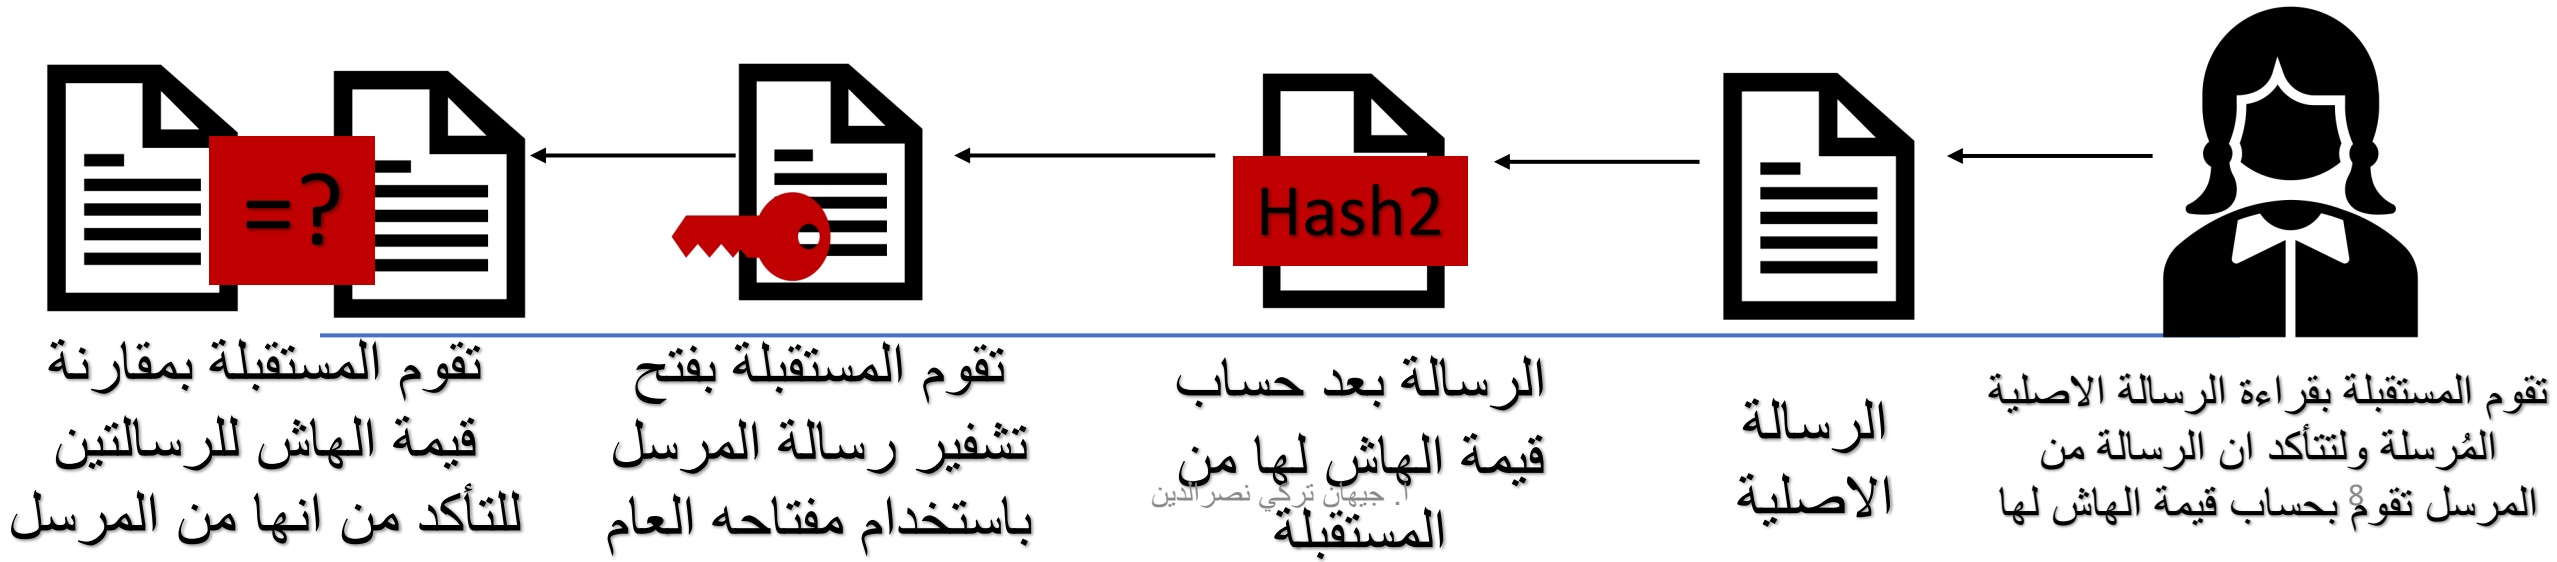 تقوم المستقبلة بقراءة الرسالة الاصلية
المُرسلة ولتتأكد ان الرسالة من
المرسل تقوم بحساب قيمة الهاش لها
8
الرسالة
الاصلية
Hash2
الرسالة بعد حساب
قيمة الهاش لها من
المستقبلة
أ. جيهان تركي نصرالدين
تقوم المستقبلة بفتح
تشفير رسالة المرسل
باستخدام مفتاحه العام
=?
تقوم المستقبلة بمقارنة
قيمة الهاش للرسالتين
للتأكد من انها من المرسل